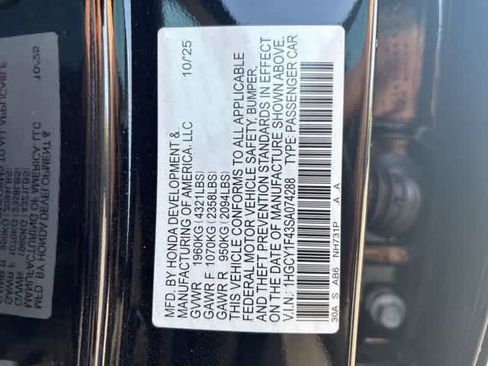 MFD. BY HONDA DEVELOPMENT & 10/25
MANUFACTURING OF AMERICA, LLC
GVWR 1960KG(4321LBS)
GAWR F 1070KG(2358LBS)
GAWR R 950KG(2094LBS)
THIS VEHICLE CONFORMS TO ALL APPLICABLE
FEDERAL MOTOR VEHICLE SAFETY, BUMPER,
AND THEFT PREVENTION STANDARDS IN EFFECT
ON THE DATE OF MANUFACTURE SHOWN ABOVE.
V.I.N.: 1HGCY1F43SA074288 TYPE: PASSENGER CAR
30A S AB6 NH731P A A